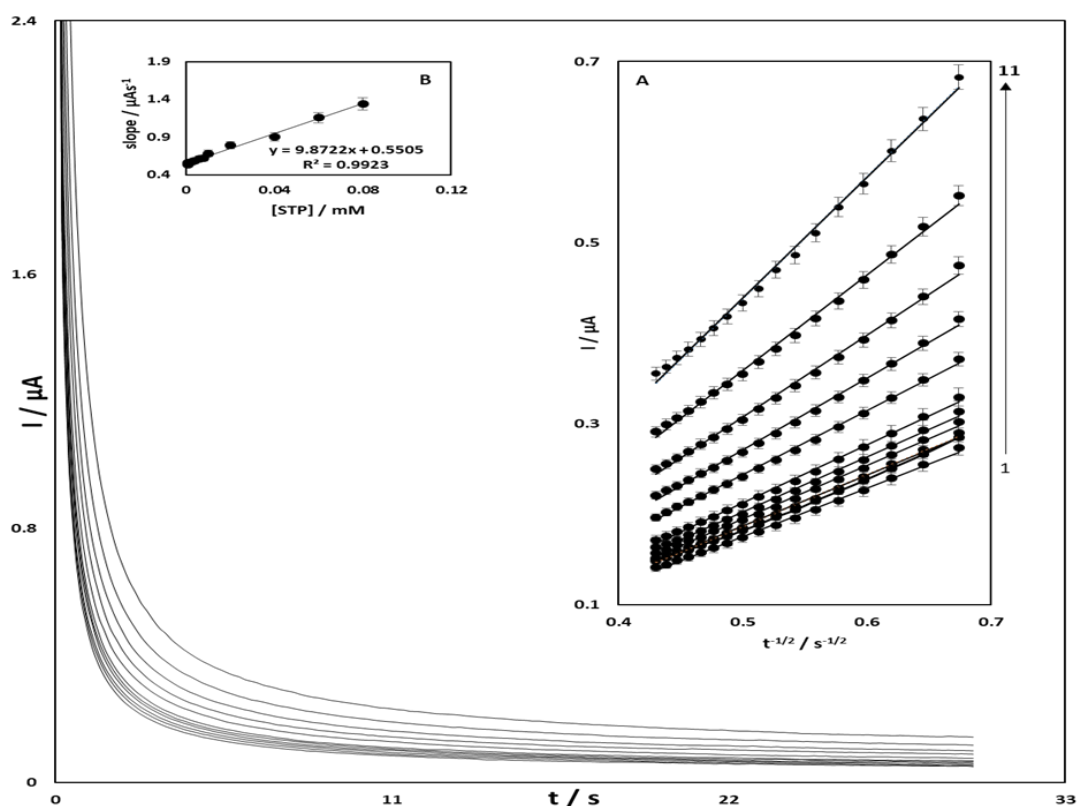 2.4
1.6
0.8
0
I / µA
0
11
22
33
t / s
B
1.9
1.4
0.9
0.4
slope / µAs-1
y = 9.8722x + 0.5505
R² = 0.9923
0
0.04
0.08
0.12
[STP] / mM
A
11
1
0.7
0.5
0.3
0.1
I / µA
0.4
0.5
0.6
0.7
t-1/2 / s-1/2